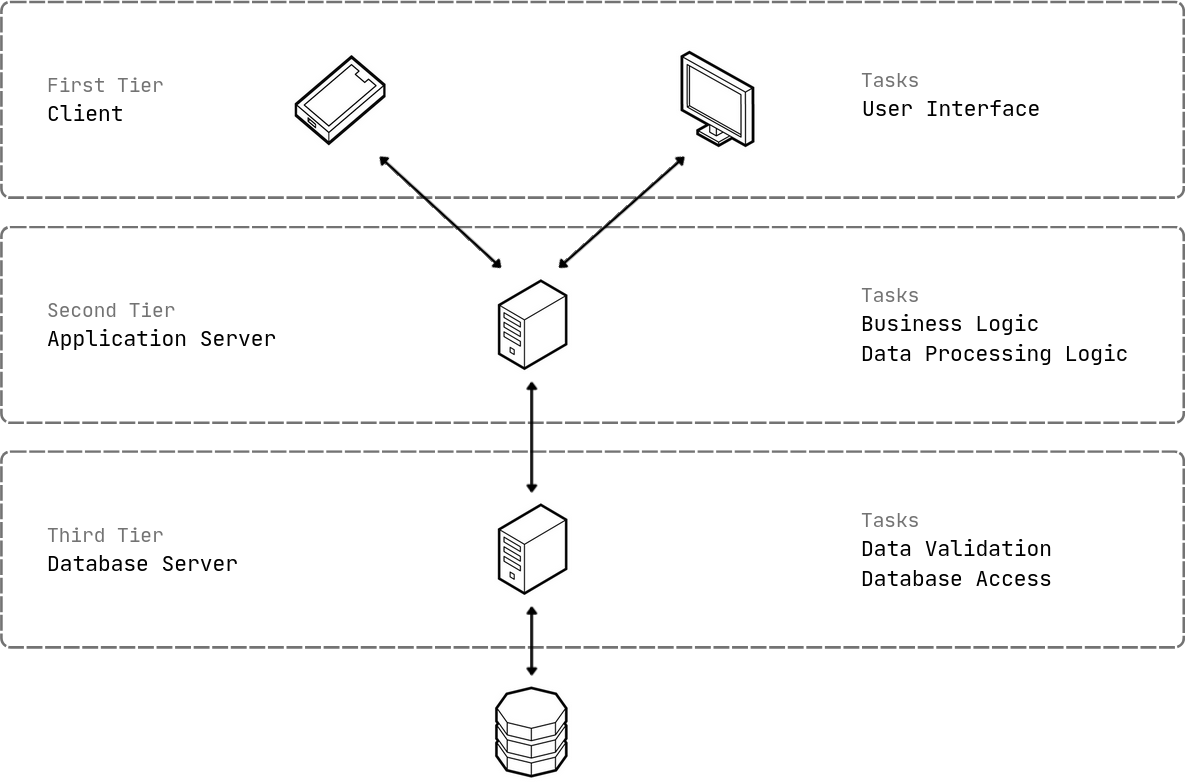 First Tier
Client
Tasks
User Interface
Second Tier
Application Server
Tasks
Business Logic
Data Processing Logic
Third Tier
Database Server
Tasks
Data Validation
Database Access